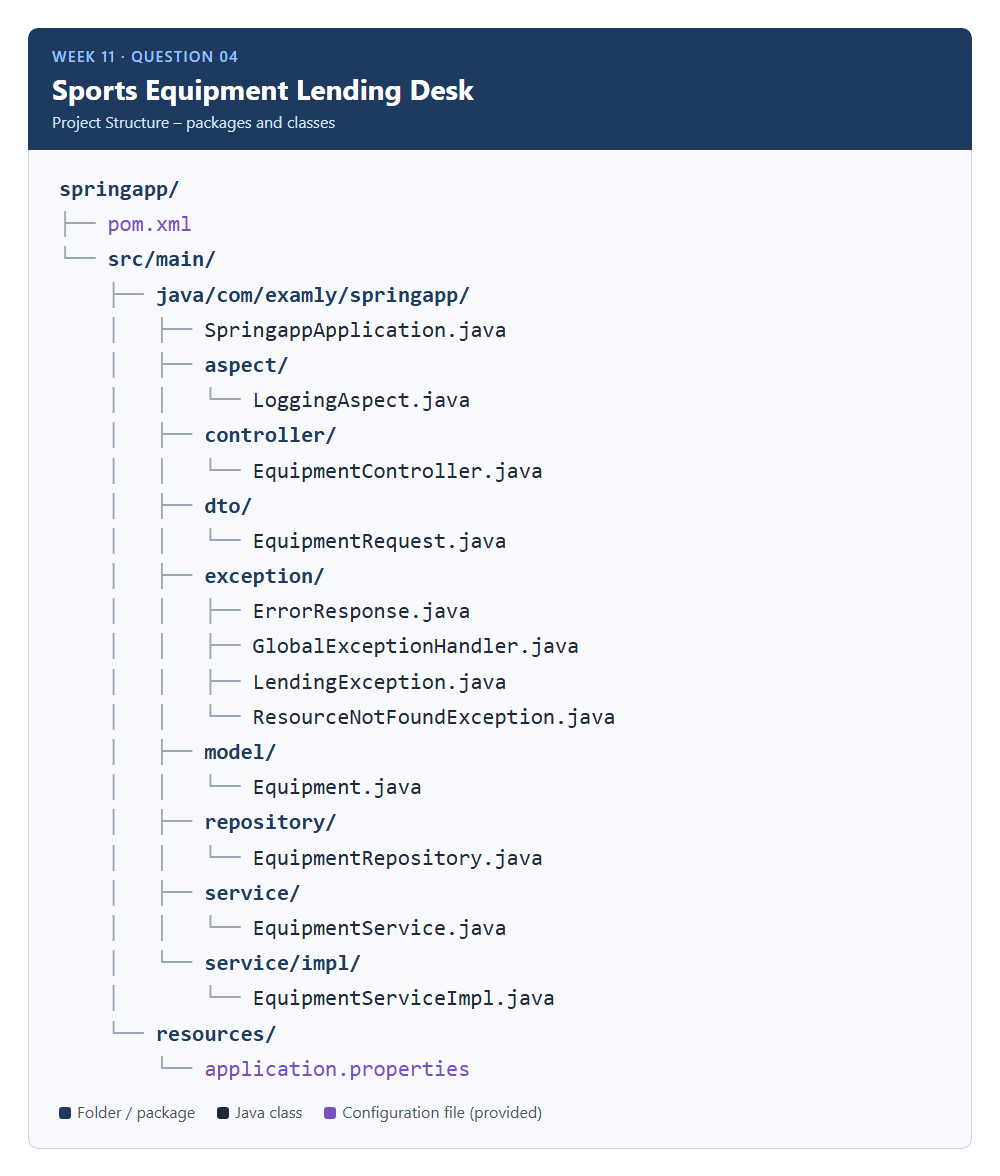 WEEK 11 · QUESTION 04
Sports Equipment Lending Desk
Project Structure – packages and classes
springapp/
├── pom.xml
└── src/main/
    ├── java/com/examly/springapp/
    │   ├── SpringappApplication.java
    │   ├── aspect/
    │   │   └── LoggingAspect.java
    │   ├── controller/
    │   │   └── EquipmentController.java
    │   ├── dto/
    │   │   └── EquipmentRequest.java
    │   ├── exception/
    │   │   ├── ErrorResponse.java
    │   │   ├── GlobalExceptionHandler.java
    │   │   ├── LendingException.java
    │   │   └── ResourceNotFoundException.java
    │   ├── model/
    │   │   └── Equipment.java
    │   ├── repository/
    │   │   └── EquipmentRepository.java
    │   ├── service/
    │   │   └── EquipmentService.java
    │   └── service/impl/
    │       └── EquipmentServiceImpl.java
    └── resources/
        └── application.properties
Folder / package Java class Configuration file (provided)